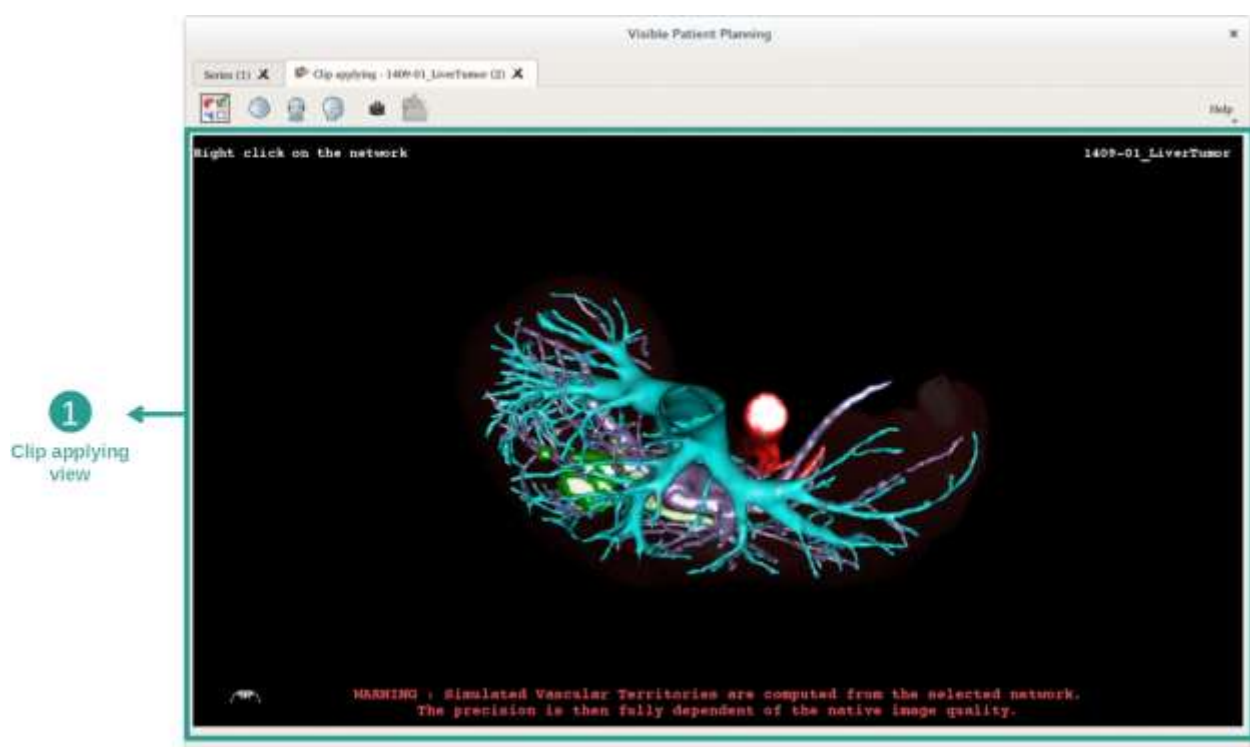 Visible Patient Planning
Series (1)
Clip applying - 1409-01_LiverTumor (2)
Help
Right click on the network
1409-01_LiverTumor
1
Clip applying
view
WARNING : Simulated Vascular Territories are computed from the selected network.
The precision is then fully dependent of the native image quality.